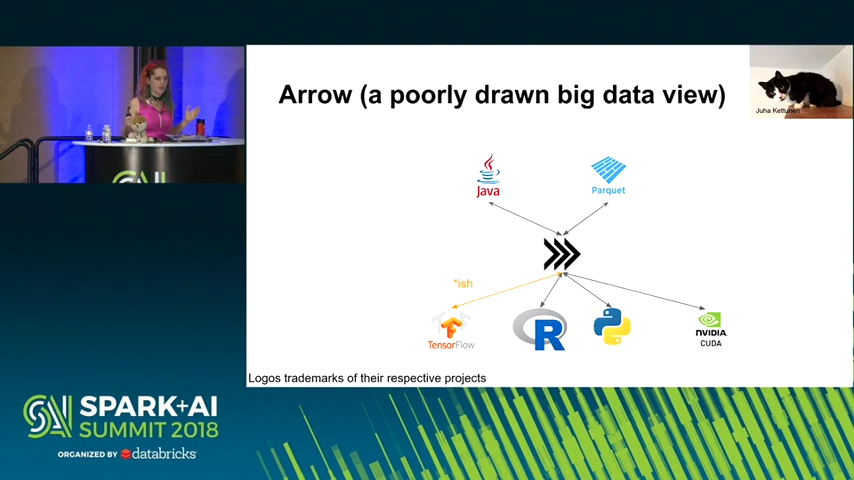 Arrow (a poorly drawn big data view)
Juha Kettunen
Java
Parquet
*ish
TensorFlow
R
NVIDIA
CUDA
Logos trademarks of their respective projects
SPARK+AI
SUMMIT 2018
ORGANIZED BY databricks